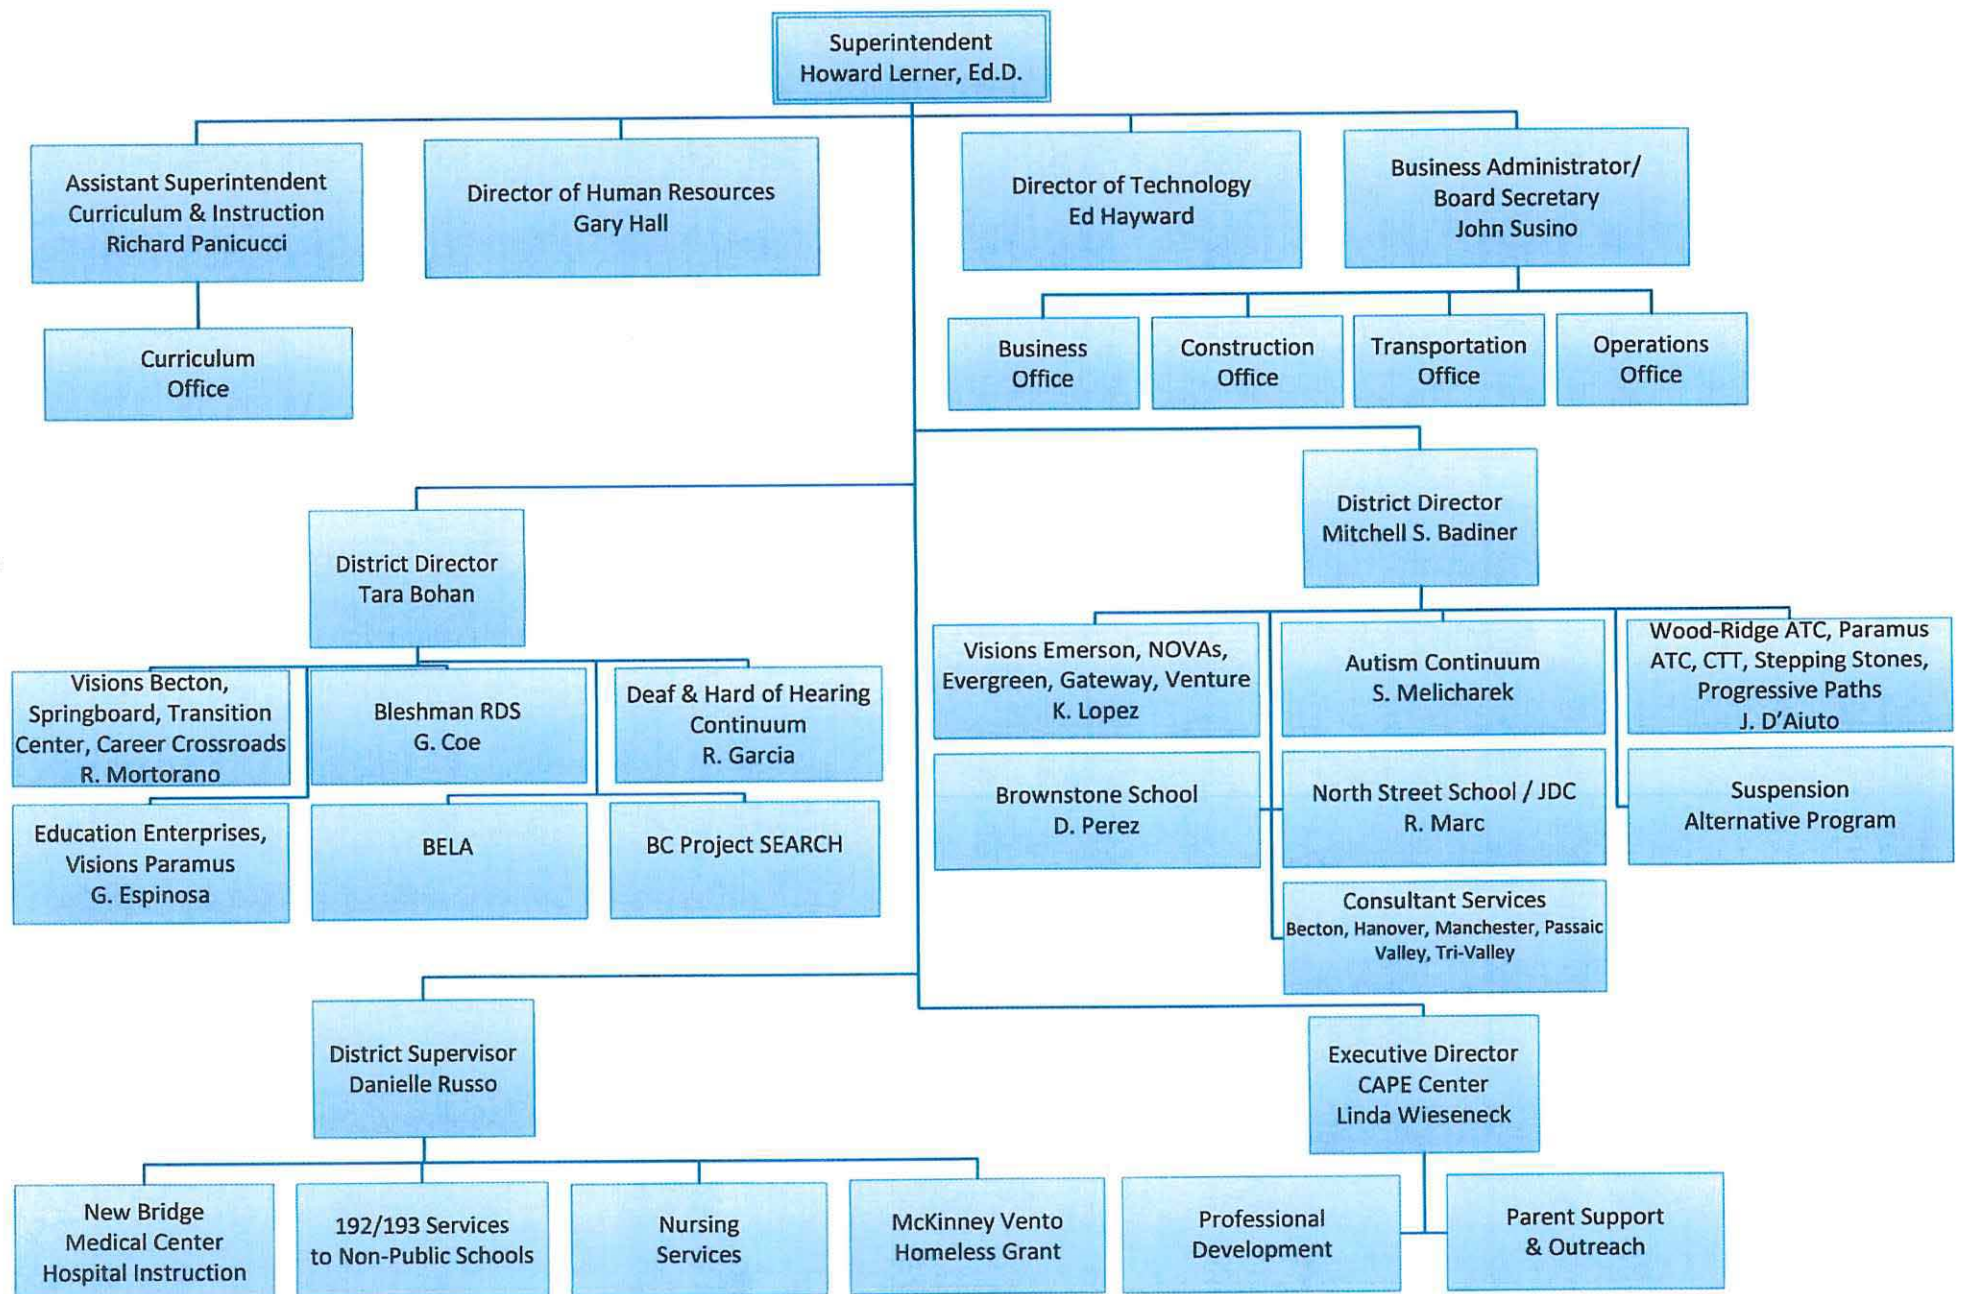 Superintendent
Howard Lerner, Ed.D.
Assistant Superintendent
Curriculum & Instruction
Richard Panicucci
Director of Human Resources
Gary Hall
Director of Technology
Ed Hayward
Business Administrator/
Board Secretary
John Susino
Curriculum
Office
Business
Office
Construction
Office
Transportation
Office
Operations
Office
District Director
Tara Bohan
District Director
Mitchell S. Badiner
Visions Becton,
Springboard, Transition
Center, Career Crossroads
R. Mortorano
Bleshman RDS
G. Coe
Deaf & Hard of Hearing
Continuum
R. Garcia
Education Enterprises,
Visions Paramus
G. Espinosa
BELA
BC Project SEARCH
Visions Emerson, NOVAs,
Evergreen, Gateway, Venture
K. Lopez
Autism Continuum
S. Melicharek
Wood-Ridge ATC, Paramus
ATC, CTT, Stepping Stones,
Progressive Paths
J. D'Aiuto
Brownstone School
D. Perez
North Street School / JDC
R. Marc
Suspension
Alternative Program
Consultant Services
Becton, Hanover, Manchester, Passaic
Valley, Tri-Valley
District Supervisor
Danielle Russo
Executive Director
CAPE Center
Linda Wieseneck
New Bridge
Medical Center
Hospital Instruction
192/193 Services
to Non-Public Schools
Nursing
Services
McKinney Vento
Homeless Grant
Professional
Development
Parent Support
& Outreach